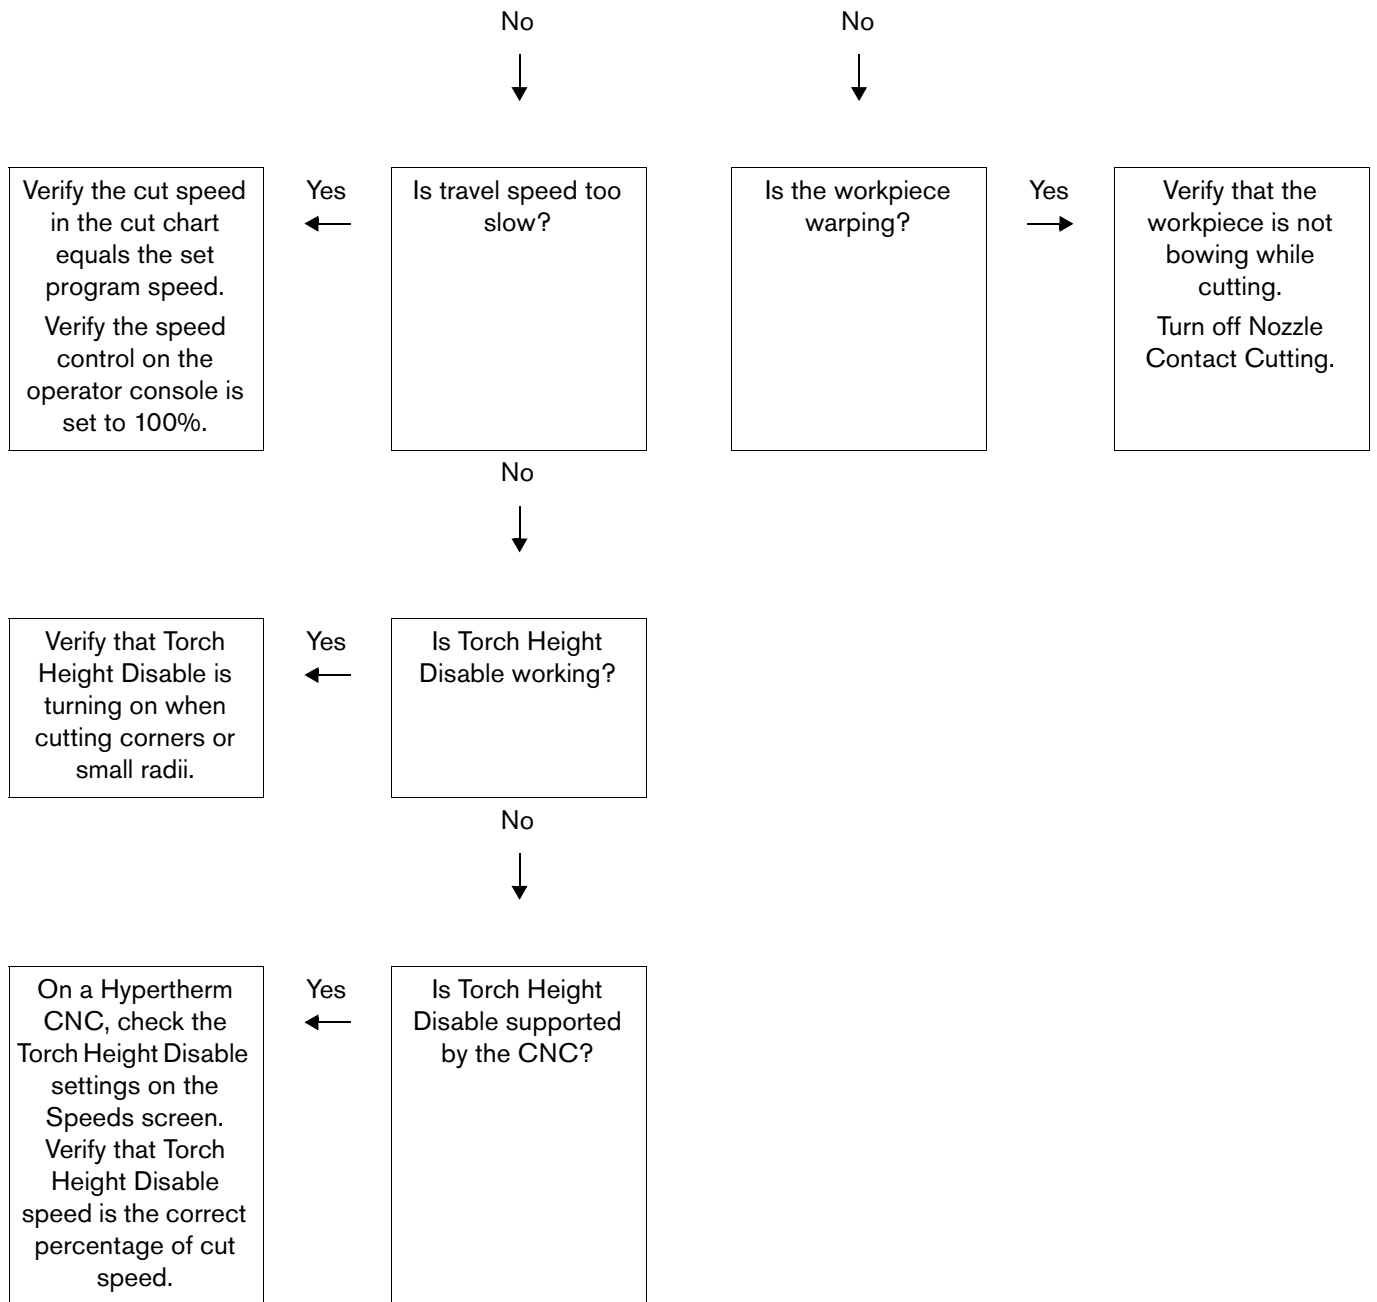 No
No
Verify the cut speed
in the cut chart
equals the set
program speed.
Verify the speed
control on the
operator console is
set to 100%.
Yes
Is travel speed too
slow?
Is the workpiece
warping?
Yes
Verify that the
workpiece is not
bowing while
cutting.
Turn off Nozzle
Contact Cutting.
No
Verify that Torch
Height Disable is
turning on when
cutting corners or
small radii.
Yes
Is Torch Height
Disable working?
No
On a Hypertherm
CNC, check the
Torch Height Disable
settings on the
Speeds screen.
Verify that Torch
Height Disable
speed is the correct
percentage of cut
speed.
Yes
Is Torch Height
Disable supported
by the CNC?